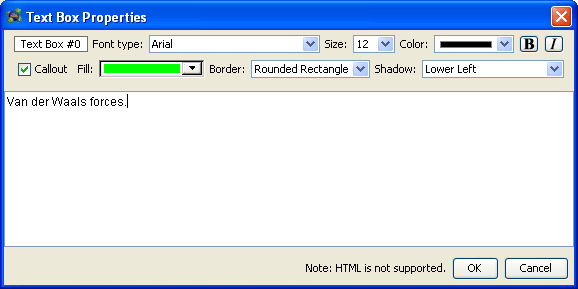 Text Box Properties
Text Box #0 Font type: Arial Size: 12 Color: B I
Callout Fill: Border: Rounded Rectangle Shadow: Lower Left
Van der Waals forces.
Note: HTML is not supported. OK Cancel